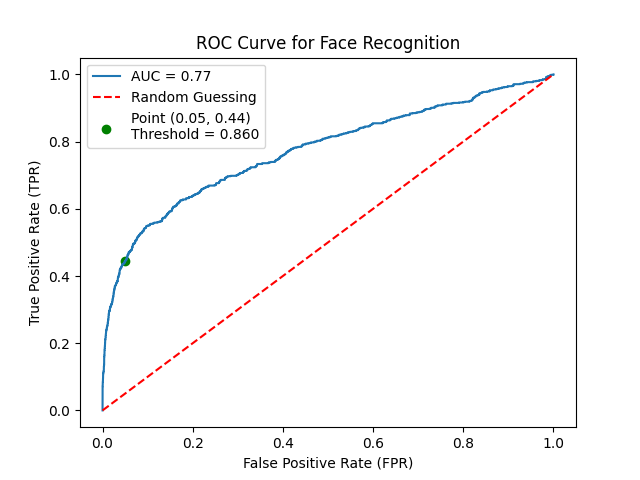 ROC Curve for Face Recognition
AUC = 0.77
Random Guessing
Point (0.05, 0.44)
Threshold = 0.860
True Positive Rate (TPR)
1.0
0.8
0.6
0.4
0.2
0.0
0.0 0.2 0.4 0.6 0.8 1.0
False Positive Rate (FPR)